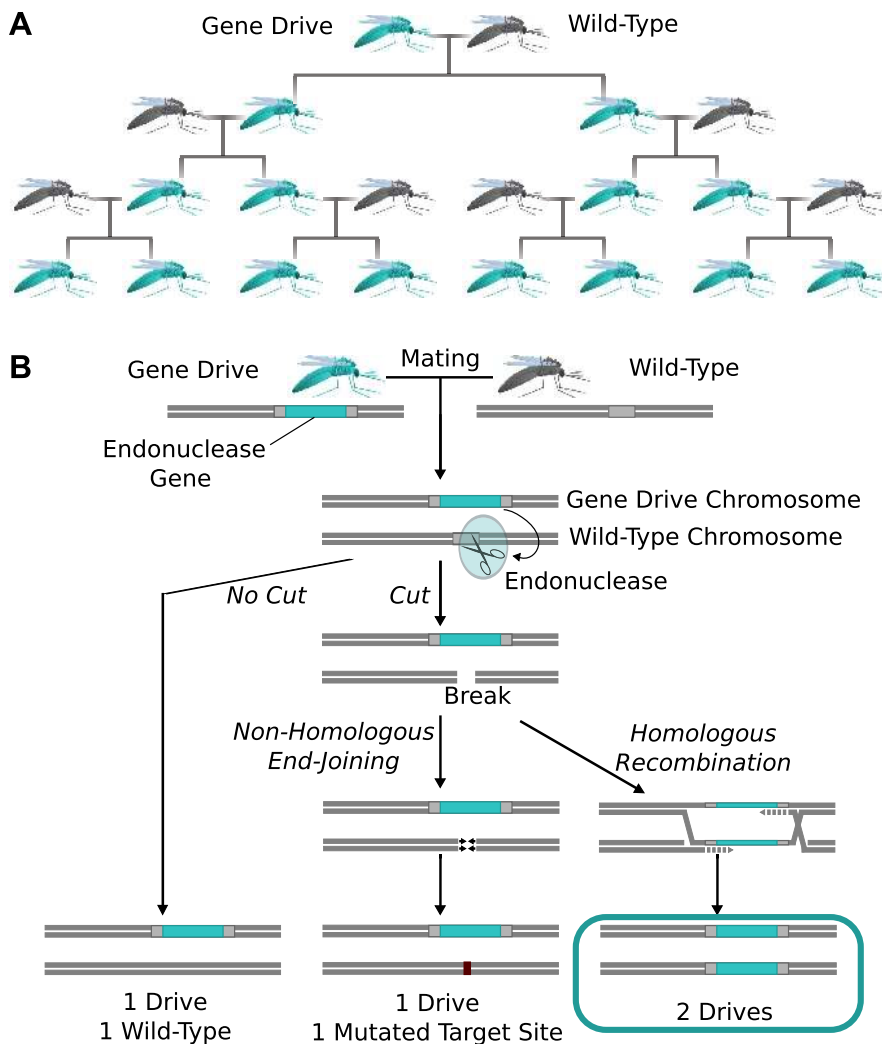 A
Gene Drive
Wild-Type
B
Gene Drive
Mating
Wild-Type
Endonuclease
Gene
Gene Drive Chromosome
Wild-Type Chromosome
Endonuclease
No Cut
Cut
Break
Non-Homologous
End-Joining
Homologous
Recombination
1 Drive
1 Wild-Type
1 Drive
1 Mutated Target Site
2 Drives